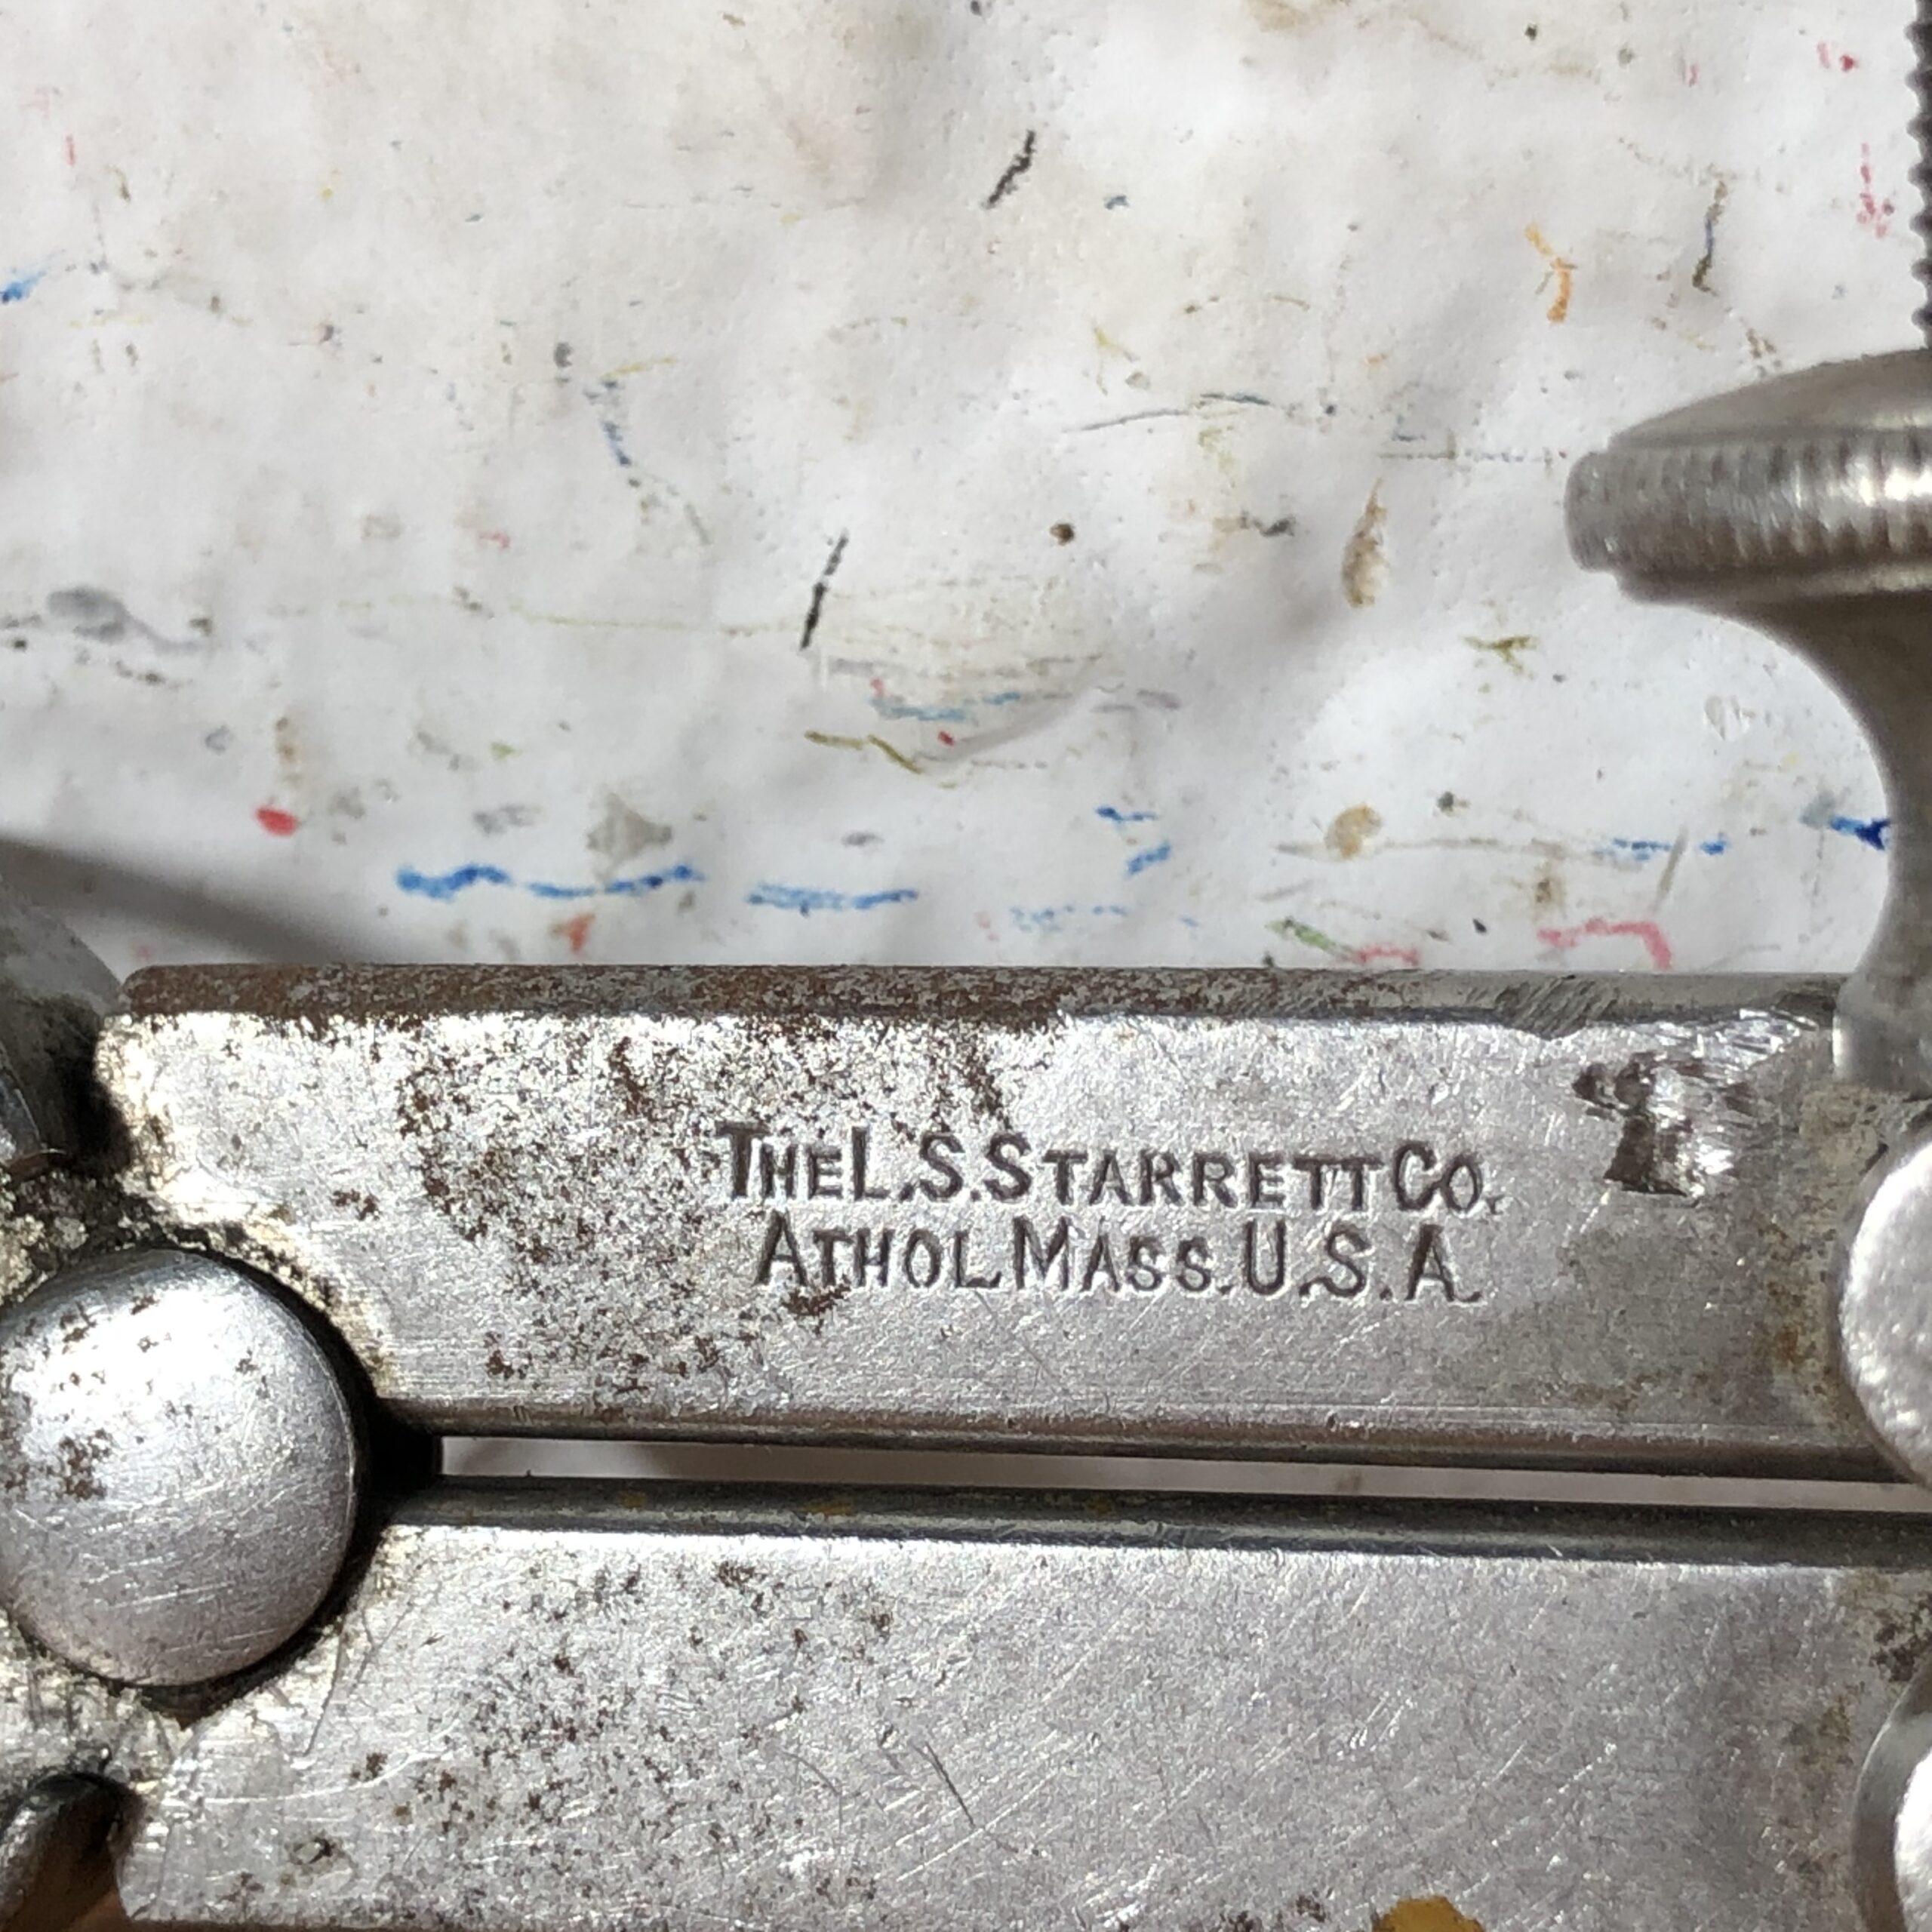 THE L.S. STARRETT CO.
ATHOL MASS. U.S.A.